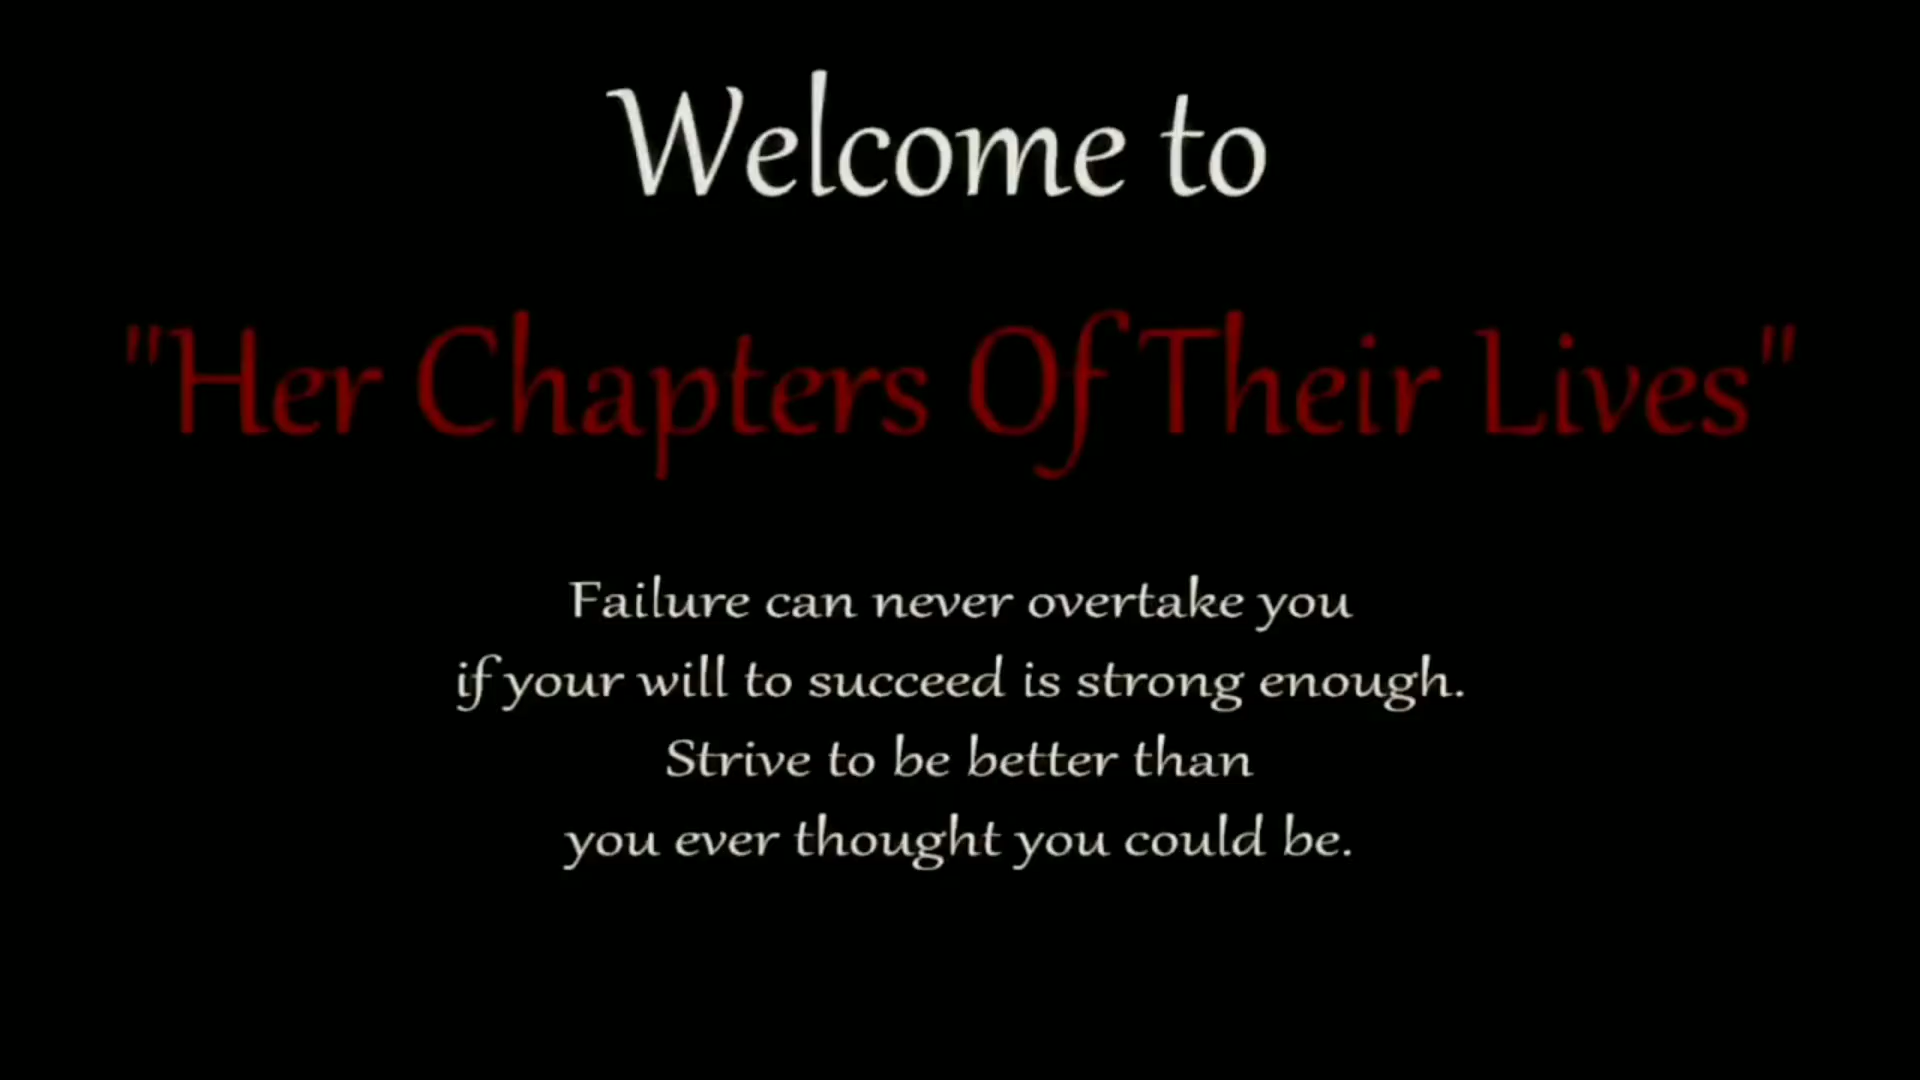 Welcome to
"Her Chapters Of Their Lives"
Failure can never overtake you
if your will to succeed is strong enough.
Strive to be better than
you ever thought you could be.